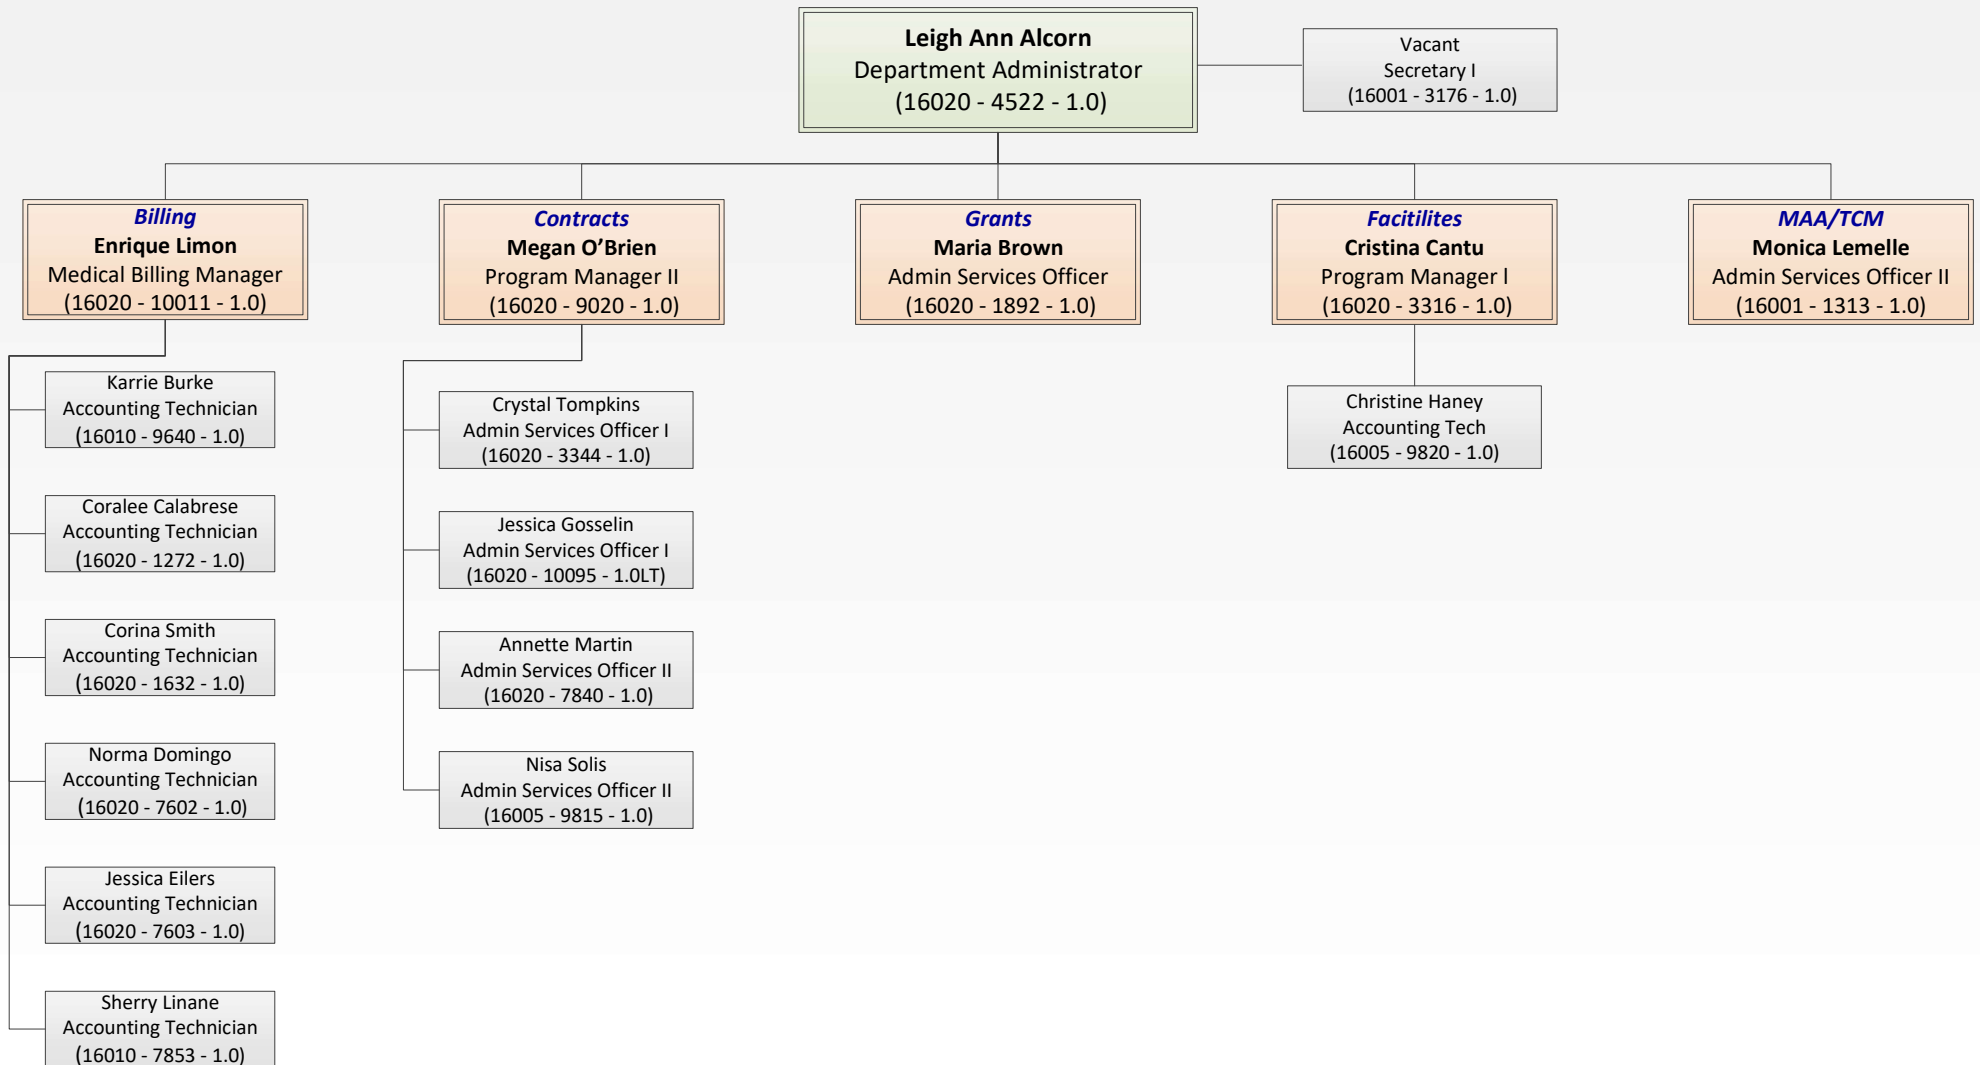 Leigh Ann Alcorn
Department Administrator
(16020 - 4522 - 1.0)
Vacant
Secretary I
(16001 - 3176 - 1.0)
Billing
Enrique Limon
Medical Billing Manager
(16020 - 10011 - 1.0)
Contracts
Megan O’Brien
Program Manager II
(16020 - 9020 - 1.0)
Grants
Maria Brown
Admin Services Officer
(16020 - 1892 - 1.0)
Facitilites
Cristina Cantu
Program Manager l
(16020 - 3316 - 1.0)
MAA/TCM
Monica Lemelle
Admin Services Officer II
(16001 - 1313 - 1.0)
Karrie Burke
Accounting Technician
(16010 - 9640 - 1.0)
Coralee Calabrese
Accounting Technician
(16020 - 1272 - 1.0)
Corina Smith
Accounting Technician
(16020 - 1632 - 1.0)
Norma Domingo
Accounting Technician
(16020 - 7602 - 1.0)
Jessica Eilers
Accounting Technician
(16020 - 7603 - 1.0)
Sherry Linane
Accounting Technician
(16010 - 7853 - 1.0)
Crystal Tompkins
Admin Services Officer I
(16020 - 3344 - 1.0)
Jessica Gosselin
Admin Services Officer I
(16020 - 10095 - 1.0LT)
Annette Martin
Admin Services Officer II
(16020 - 7840 - 1.0)
Nisa Solis
Admin Services Officer II
(16005 - 9815 - 1.0)
Christine Haney
Accounting Tech
(16005 - 9820 - 1.0)